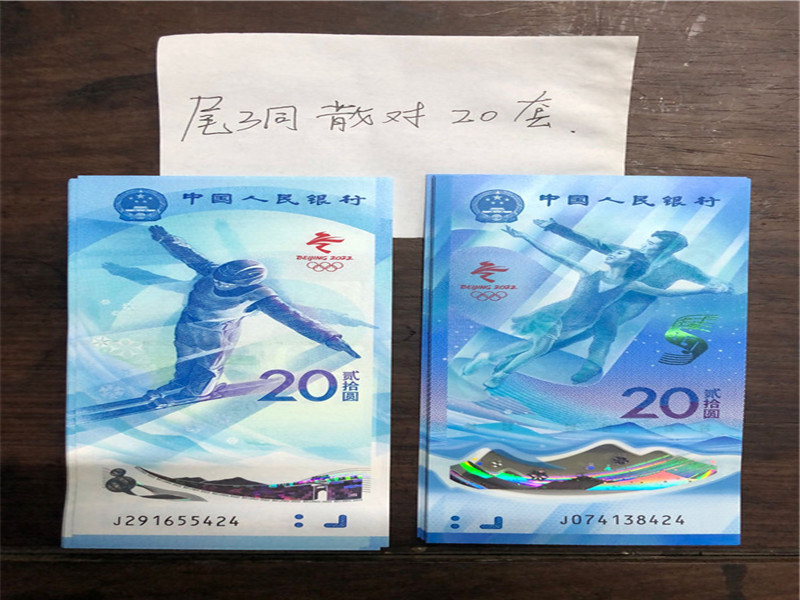 尾3同 散对 20套.
中国人民银行
BEIJING 2022
20
贰拾圆
J291655424
中国人民银行
BEIJING 2022
20
贰拾圆
J074138424